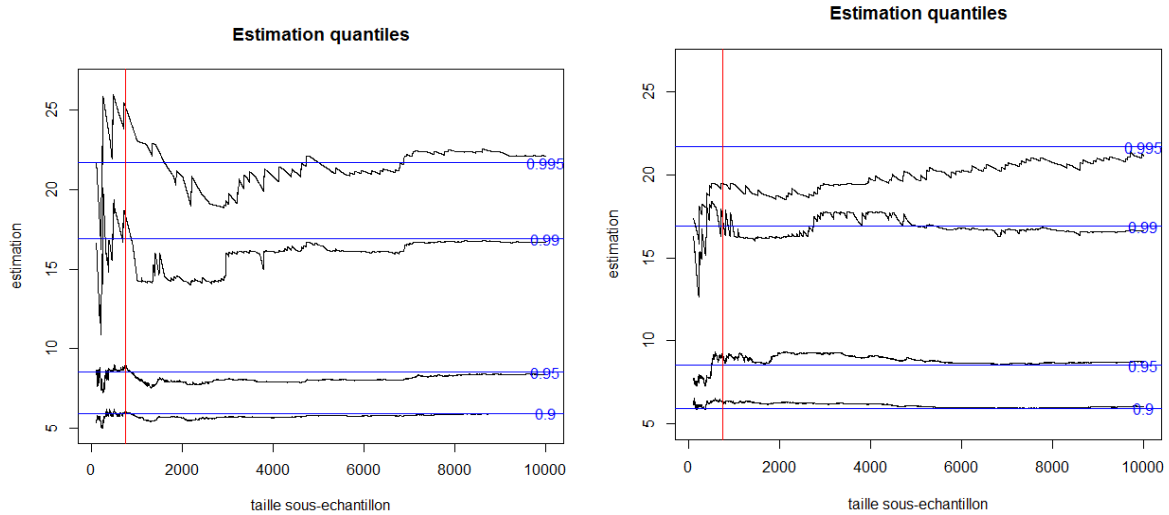 Estimation quantiles
estimation
25
20
15
10
5
0.995
0.99
0.95
0.9
0 2000 4000 6000 8000 10000
taille sous-echantillon
Estimation quantiles
estimation
25
20
15
10
5
0.995
0.99
0.95
0.9
0 2000 4000 6000 8000 10000
taille sous-echantillon